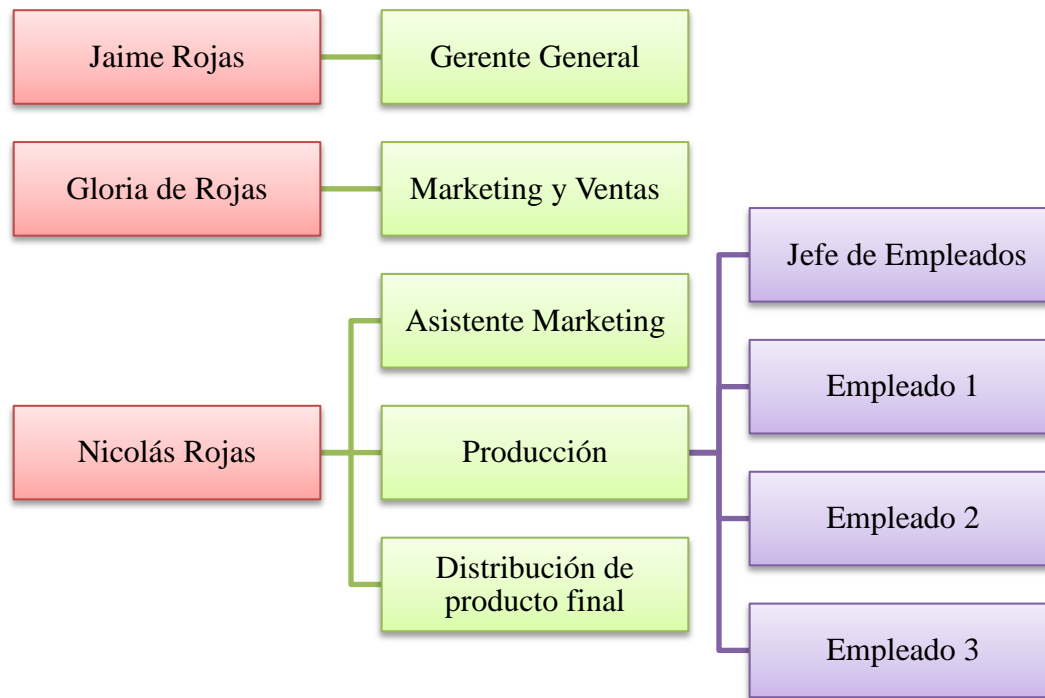 Jaime Rojas
Gerente General
Gloria de Rojas
Marketing y Ventas
Nicolás Rojas
Asistente Marketing
Producción
Distribución de
producto final
Jefe de Empleados
Empleado 1
Empleado 2
Empleado 3